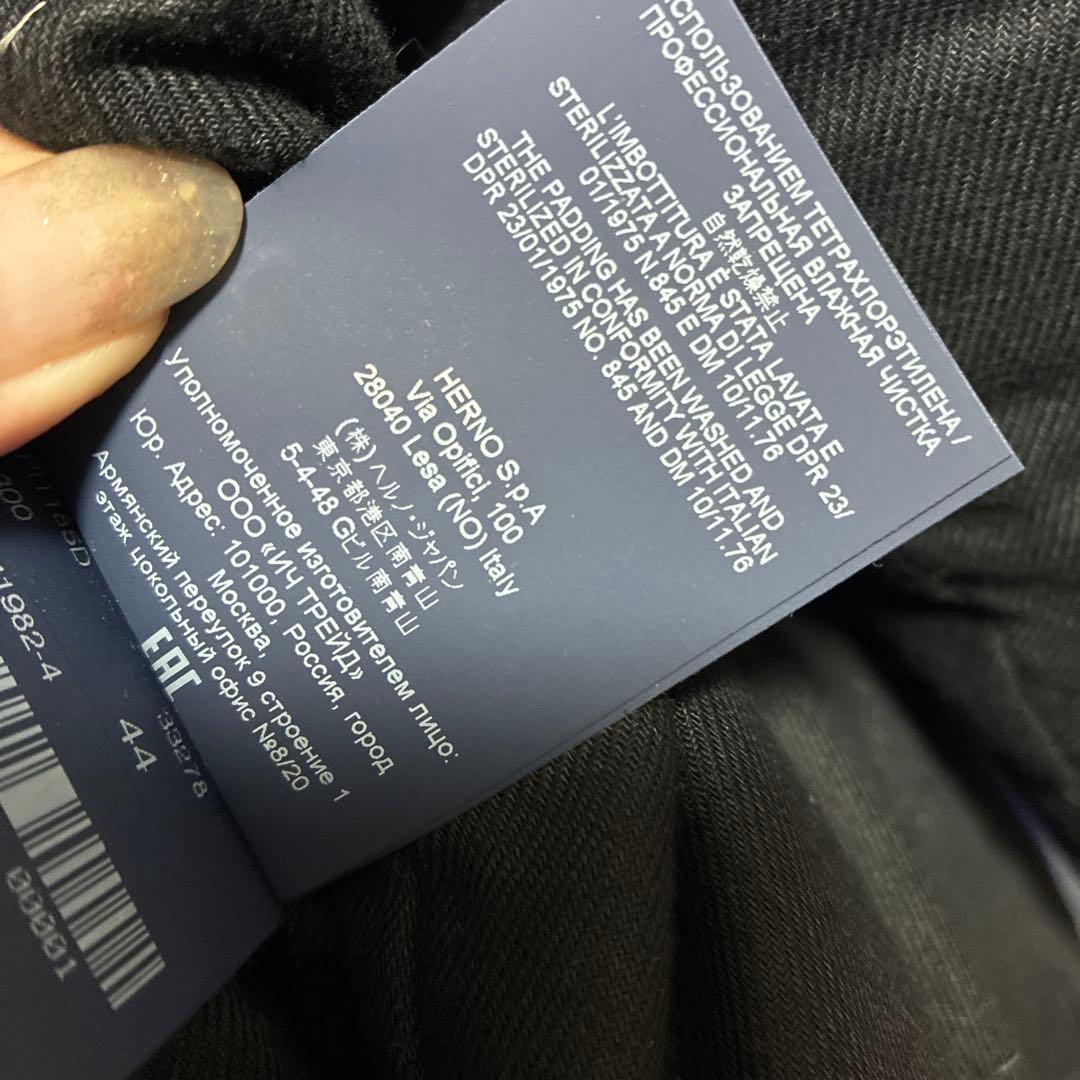 ИСПОЛЬЗОВАНИЕМ ТЕТРАХЛОРЭТИЛЕНА /
ПРОФЕССИОНАЛЬНАЯ ВЛАЖНАЯ ЧИСТКА
ЗАПРЕЩЕНА
自然乾燥禁止
L'IMBOTTITURA È STATA LAVATA E
STERILIZZATA A NORMA DI LEGGE DPR 23/
01/1975 N.845 E DM 10/11.76
THE PADDING HAS BEEN WASHED AND
STERILIZED IN CONFORMITY WITH ITALIAN
DPR 23/01/1975 NO. 845 AND DM 10/11.76
HERNO S.p.A
Via Opifici, 100
28040 Lesa (NO) Italy
(株) ヘルノ・ジャパン
東京都港区南青山
5-4-48 Gビル南青山
Уполномоченное изготовителем лицо:
ООО «ИЧ ТРЕЙД»
Юр. Адрес: 101000, РОССИЯ, город
Москва,
Армянский переулок 9 строение 1
этаж цокольный офис №8/20
EAC
33278
44
11982-4
00001